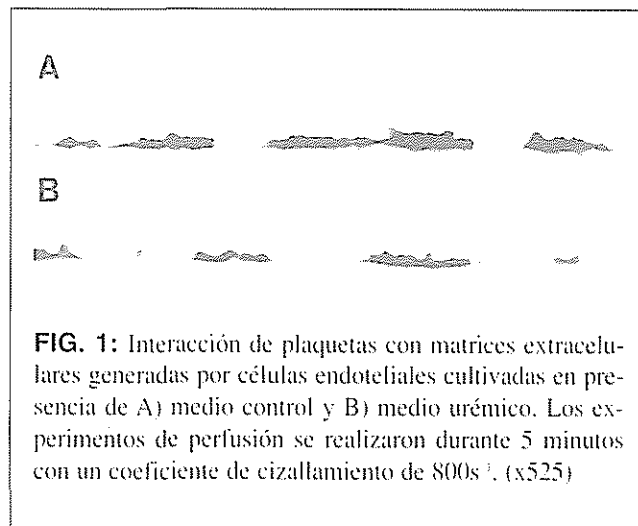 A
B
FIG. 1: Interacción de plaquetas con matrices extracelu-
lares generadas por células endoteliales cultivadas en pre-
sencia de A) medio control y B) medio urémico. Los ex-
perimentos de perfusión se realizaron durante 5 minutos
con un coeficiente de cizallamiento de 800s (x525)